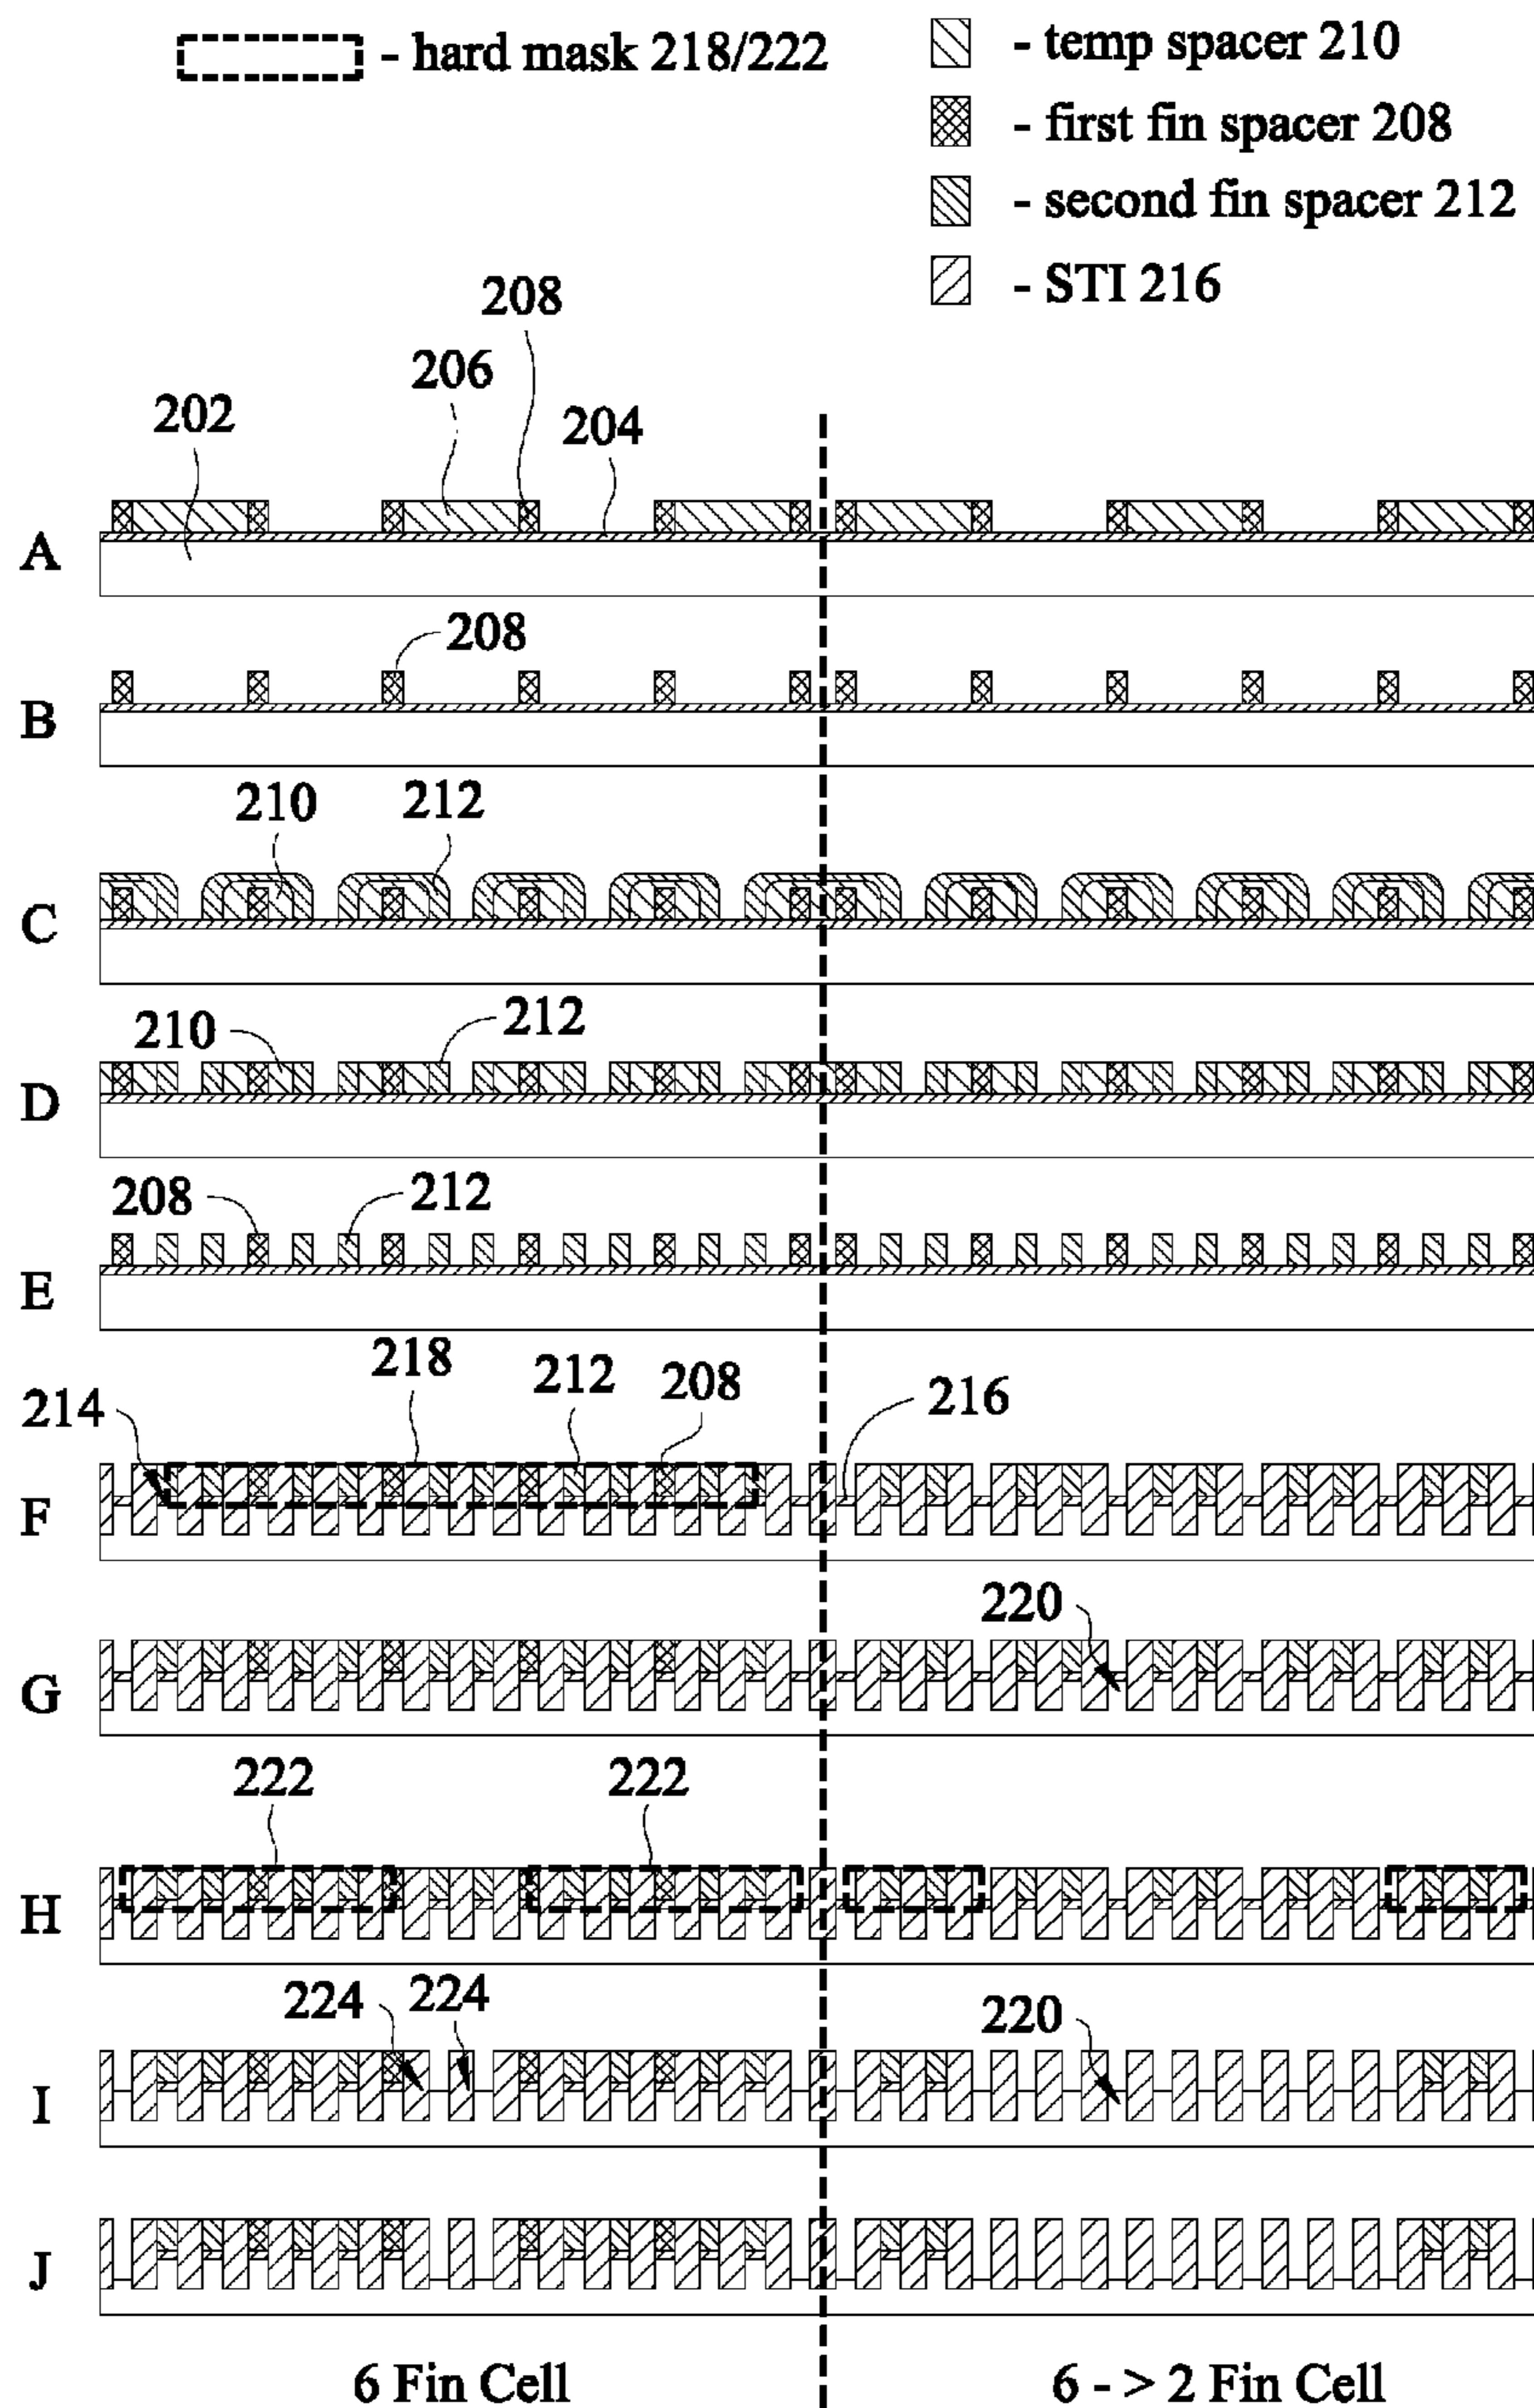 - hard mask 218/222
- temp spacer 210
- first fin spacer 208
- second fin spacer 212
- STI 216
208
206
202
204
A
208
B
210
212
C
210
212
D
208
212
E
218
212
208
214
216
F
220
G
222
222
H
224
224
220
I
J
6 Fin Cell
6 - > 2 Fin Cell